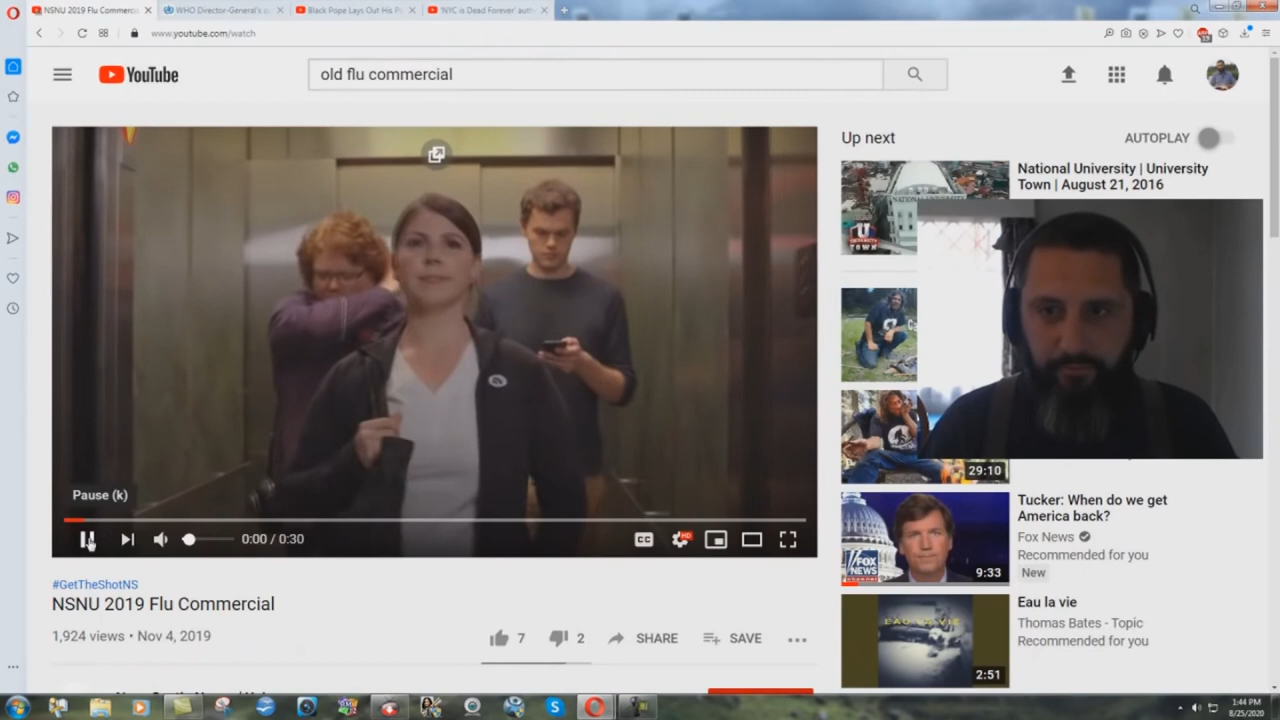 NSNU 2019 Flu Commercia
WHO Director-General's o
Black Pope Lays Out His P
'NYC is Dead Forever' auth
www.youtube.com/watch
YouTube
old flu commercial
Up next
AUTOPLAY
National University | University
Town | August 21, 2016
29:10
Tucker: When do we get
America back?
Fox News
Recommended for you
New
9:33
Eau la vie
Thomas Bates - Topic
Recommended for you
2:51
Pause (k)
0:00 / 0:30
CC
HD
#GetTheShotNS
NSNU 2019 Flu Commercial
1,924 views • Nov 4, 2019
7
2
SHARE
SAVE
1:44 PM
8/25/2020